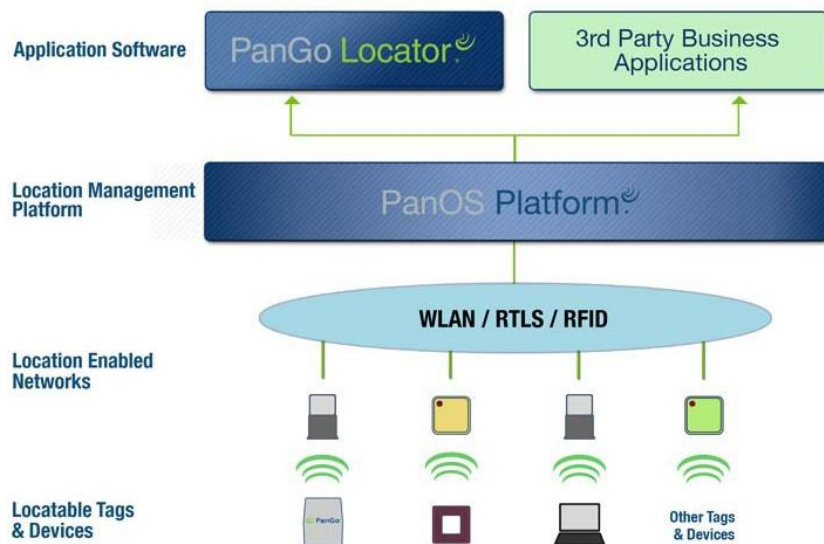 Application Software
PanGo Locator
3rd Party Business
Applications
Location Management
Platform
PanOS Platform
WLAN / RTLS / RFID
Location Enabled
Networks
Locatable Tags
& Devices
PanGo
Other Tags
& Devices